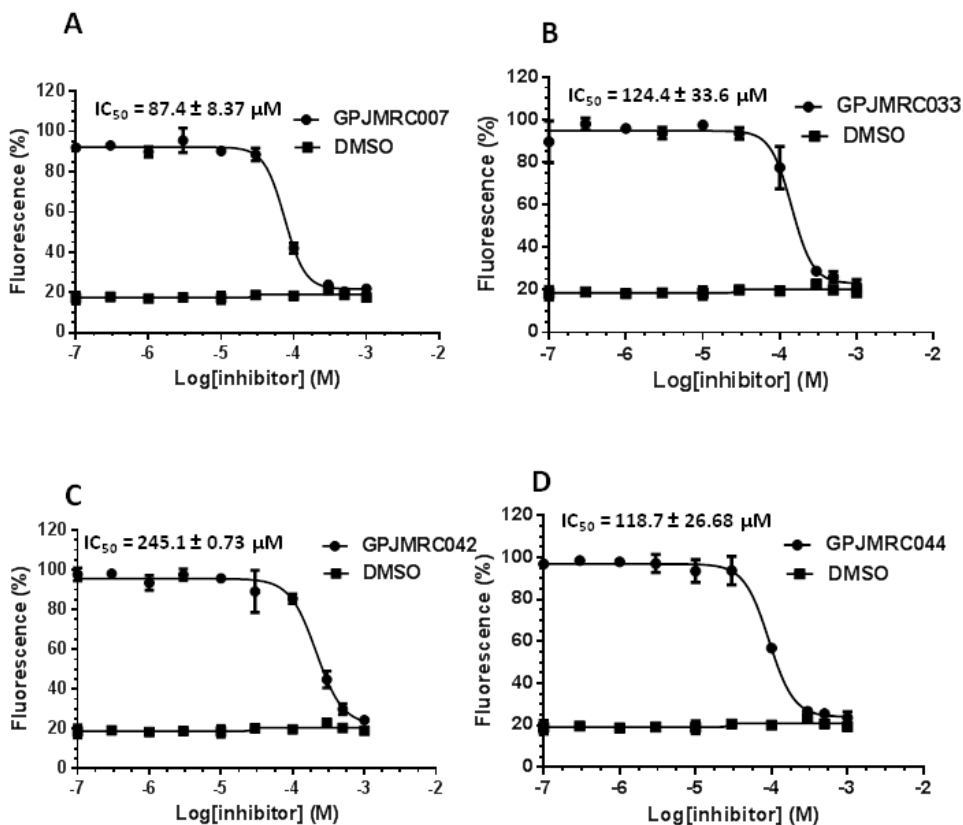 A
IC50 = 87.4 ± 8.37 μM
GPJMRC007
DMSO
Fluorescence (%)
120
100
80
60
40
20
0
-7 -6 -5 -4 -3 -2
Log[inhibitor] (M)
B
IC50 = 124.4 ± 33.6 μM
GPJMRC033
DMSO
Fluorescence (%)
120
100
80
60
40
20
0
-7 -6 -5 -4 -3 -2
Log[inhibitor] (M)
C
IC50 = 245.1 ± 0.73 μM
GPJMRC042
DMSO
Fluorescence (%)
120
100
80
60
40
20
0
-7 -6 -5 -4 -3 -2
Log[inhibitor] (M)
D
IC50 = 118.7 ± 26.68 μM
GPJMRC044
DMSO
Fluorescence (%)
120
100
80
60
40
20
0
-7 -6 -5 -4 -3 -2
Log[inhibitor] (M)